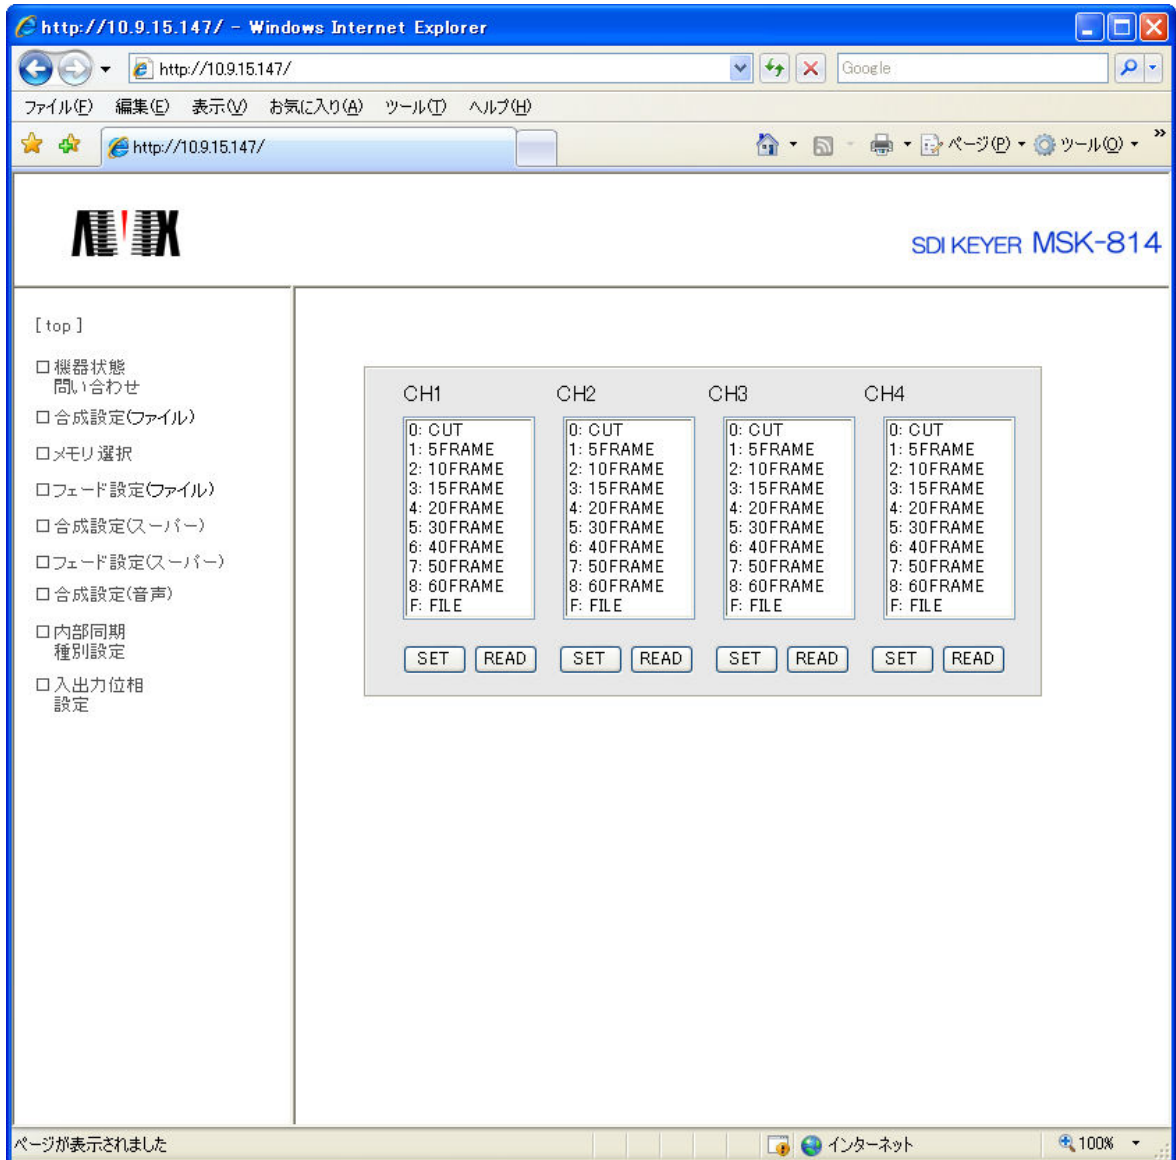 http://10.9.15.147/ - Windows Internet Explorer
http://10.9.15.147/
Google
ファイル(F) 編集(E) 表示(V) お気に入り(A) ツール(T) ヘルプ(H)
http://10.9.15.147/
ページ(P) ツール(O)
SDI KEYER MSK-814
[top]
機器状態
問い合わせ
合成設定(ファイル)
メモリ選択
フェード設定(ファイル)
合成設定(スーパー)
フェード設定(スーパー)
合成設定(音声)
内部同期
種別設定
入出力位相
設定
CH1 CH2 CH3 CH4
0: CUT 0: CUT 0: CUT 0: CUT
1: 5FRAME 1: 5FRAME 1: 5FRAME 1: 5FRAME
2: 10FRAME 2: 10FRAME 2: 10FRAME 2: 10FRAME
3: 15FRAME 3: 15FRAME 3: 15FRAME 3: 15FRAME
4: 20FRAME 4: 20FRAME 4: 20FRAME 4: 20FRAME
5: 30FRAME 5: 30FRAME 5: 30FRAME 5: 30FRAME
6: 40FRAME 6: 40FRAME 6: 40FRAME 6: 40FRAME
7: 50FRAME 7: 50FRAME 7: 50FRAME 7: 50FRAME
8: 60FRAME 8: 60FRAME 8: 60FRAME 8: 60FRAME
F: FILE F: FILE F: FILE F: FILE
SET READ SET READ SET READ SET READ
ページが表示されました インターネット 100%